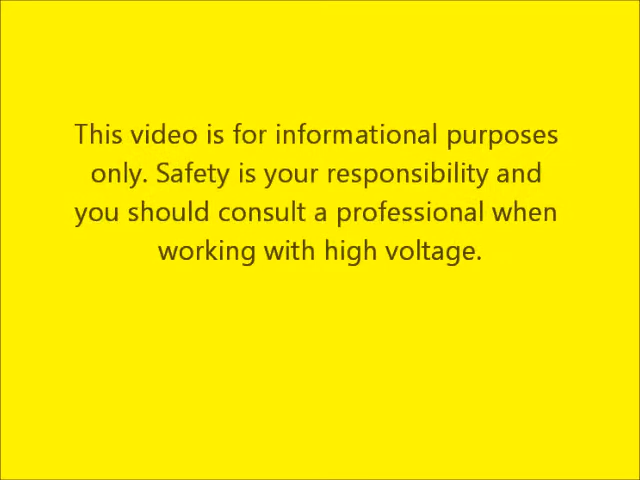 This video is for informational purposes
only. Safety is your responsibility and
you should consult a professional when
working with high voltage.